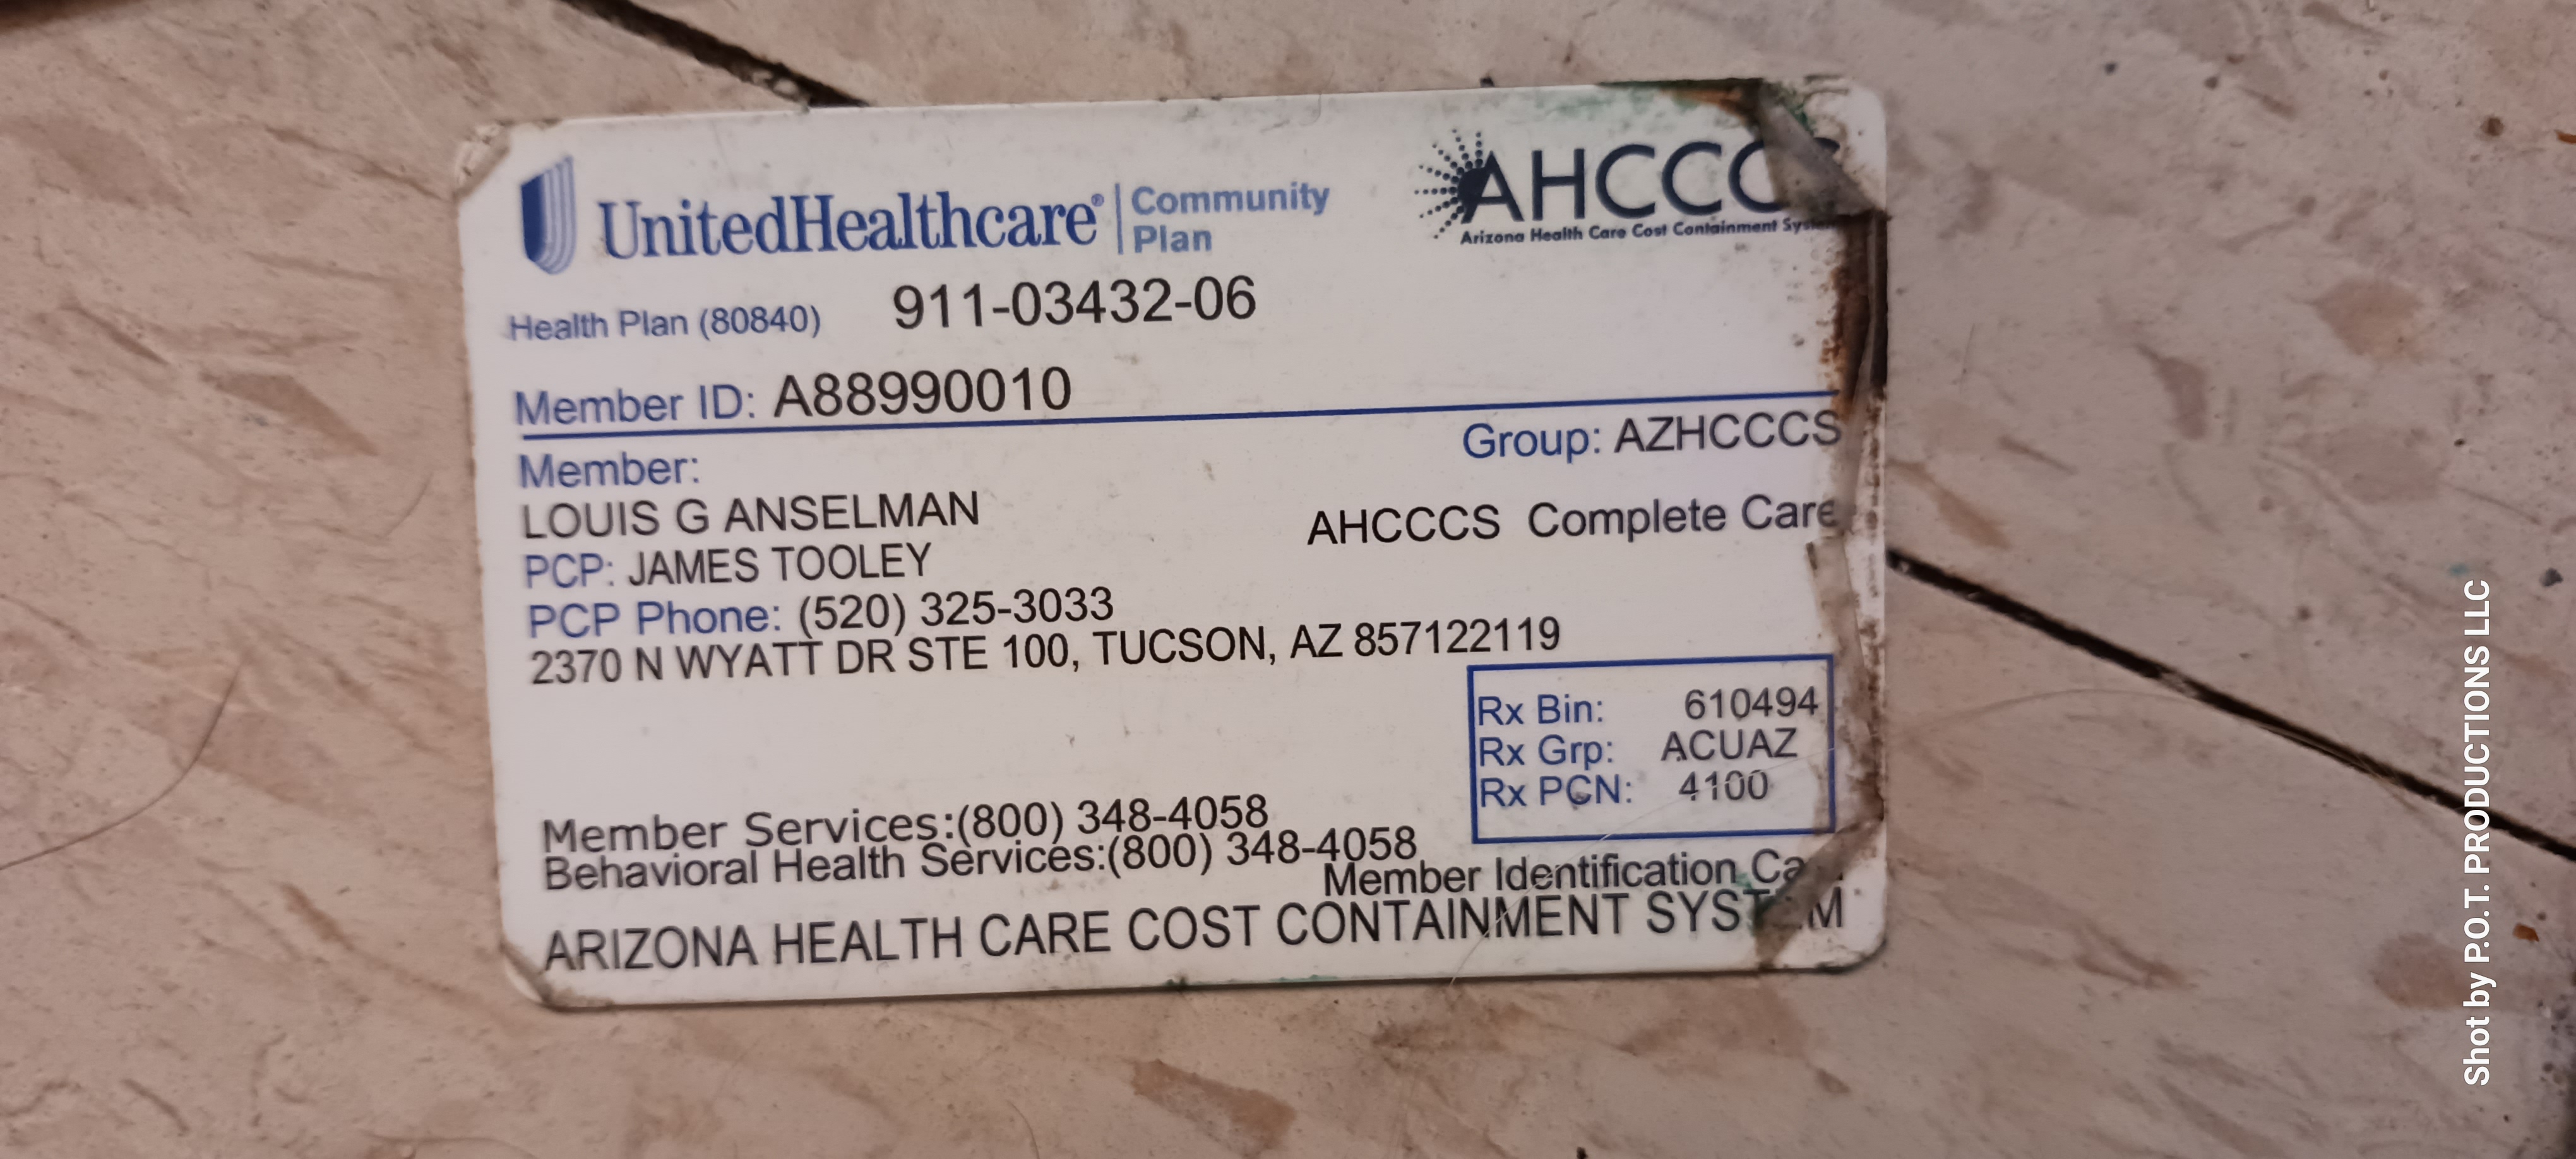 UnitedHealthcare® | Community Plan
AHCCCS
Arizona Health Care Cost Containment
Health Plan (80840) 911-03432-06
Member ID: A88990010
Group: AZHCCCS
Member:
LOUIS G ANSELMAN
AHCCCS Complete Care
PCP: JAMES TOOLEY
PCP Phone: (520) 325-3033
2370 N WYATT DR STE 100, TUCSON, AZ 857122119
Rx Bin: 610494
Rx Grp: ACUAZ
Rx PCN: 4100
Member Services:(800) 348-4058
Behavioral Health Services:(800) 348-4058
Member Identification
ARIZONA HEALTH CARE COST CONTAINMENT SYSTEM
Shot by P.O.T. PRODUCTIONS LLC